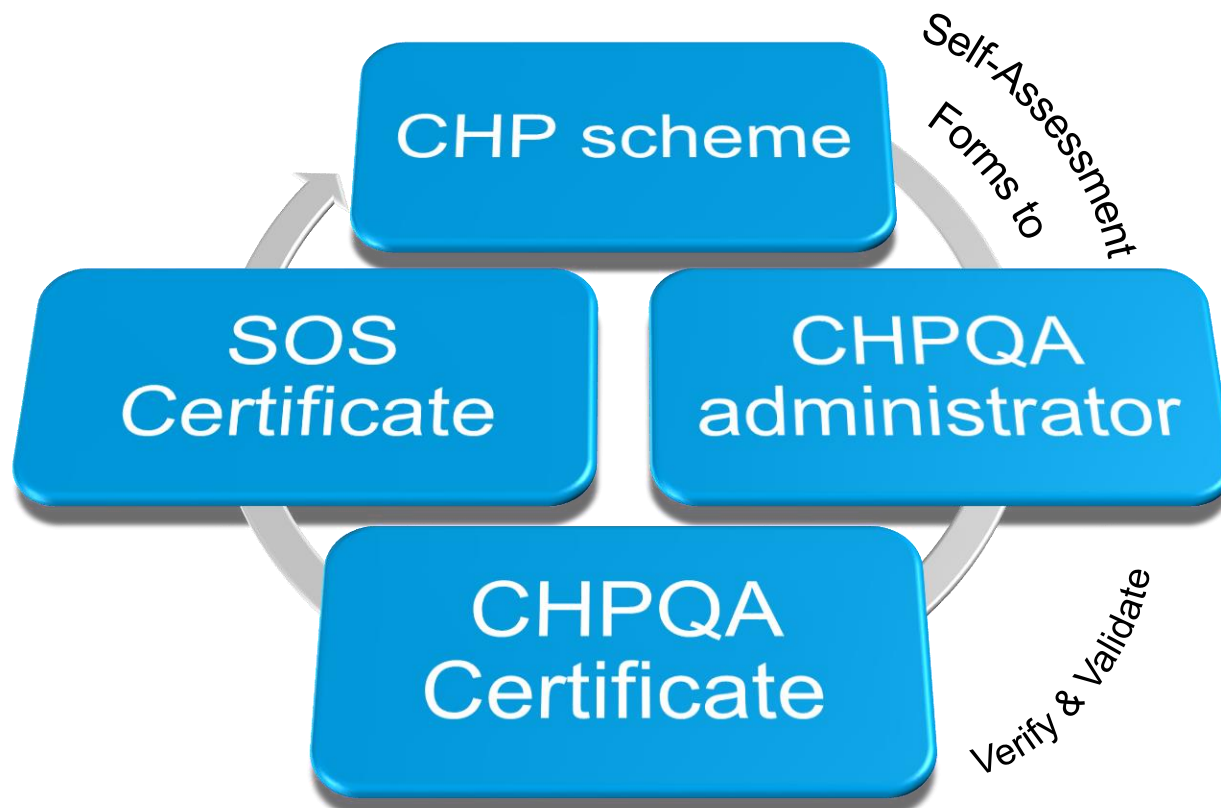 CHP scheme
Self-Assessment
Forms to
CHPQA
administrator
Verify & Validate
CHPQA
Certificate
SOS
Certificate